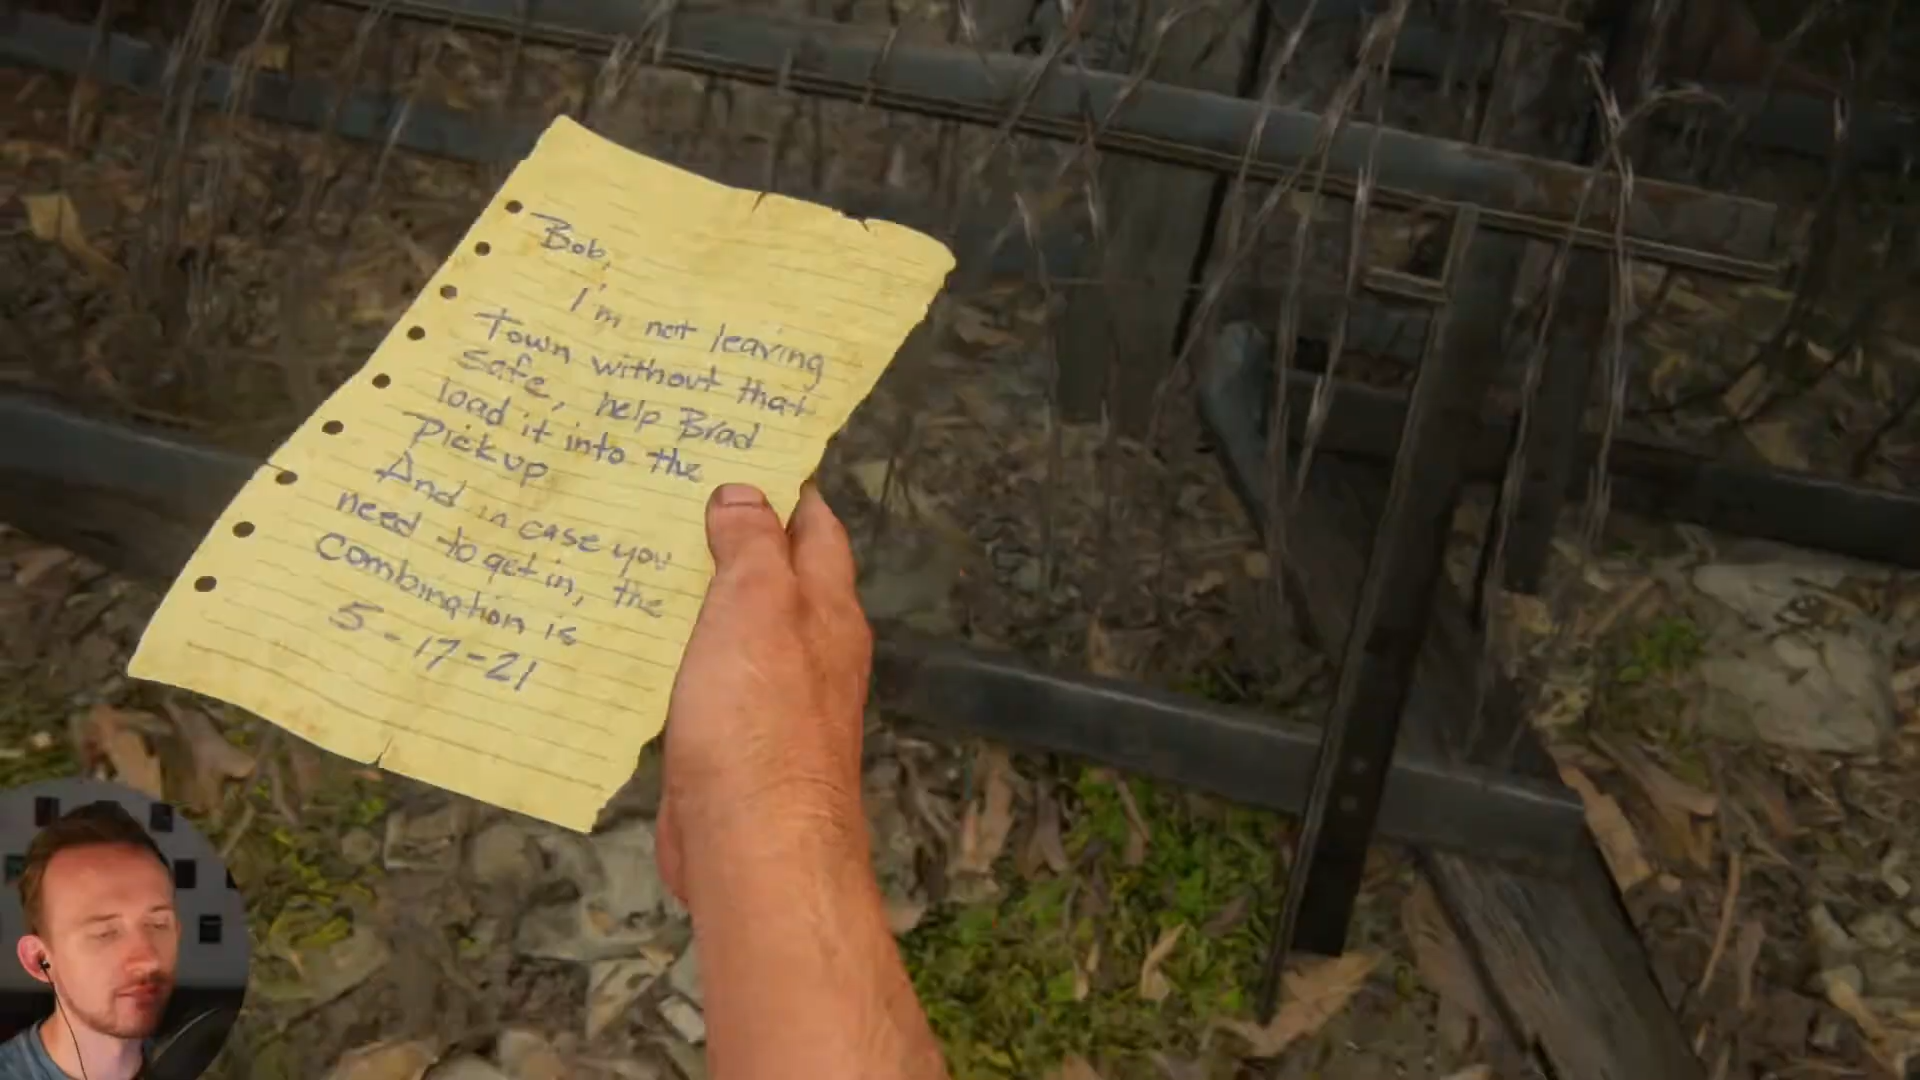 Bob,
I'm not leaving
Town without that
safe, help Brad
load it into the
Pickup
And in case you
need to get in, the
Combination is
5-17-21